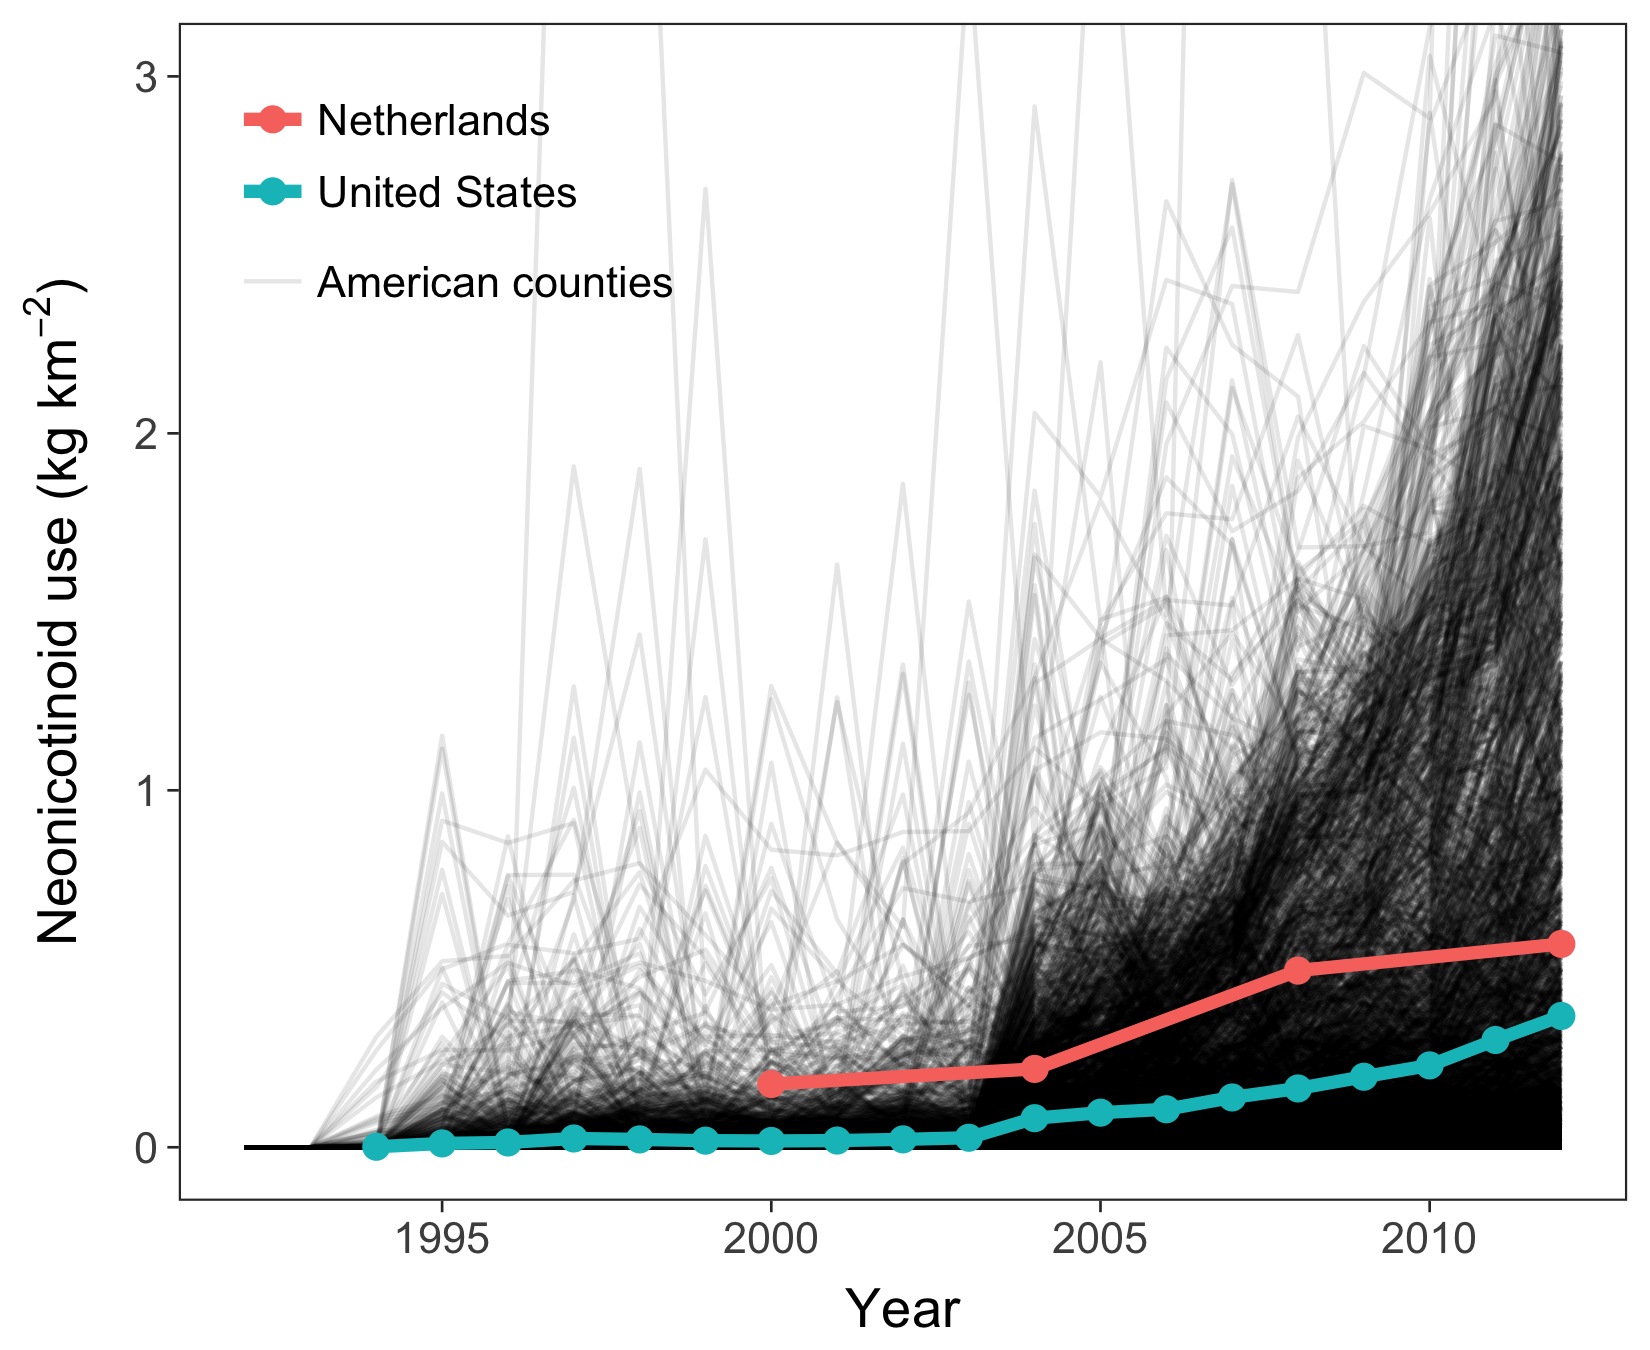 Neonicotinoid use (kg km⁻²)
3
2
1
0
Netherlands
United States
American counties
1995 2000 2005 2010
Year